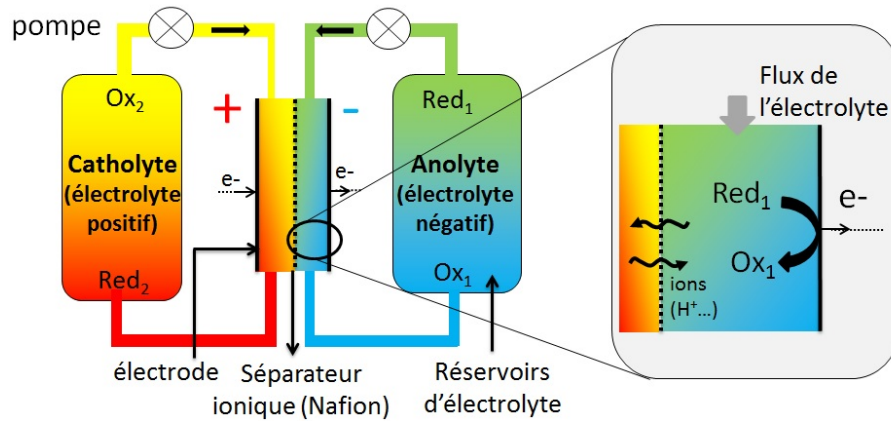 pompe
Ox₂
Catholyte
(électrolyte
positif)
Red₂
+
-
e-
e-
Red₁
Anolyte
(électrolyte
négatif)
Ox₁
électrode
Séparateur
ionique (Nafion)
Réservoirs
d'électrolyte
Flux de
l'électrolyte
Red₁
e-
Ox₁
ions
(H⁺...)